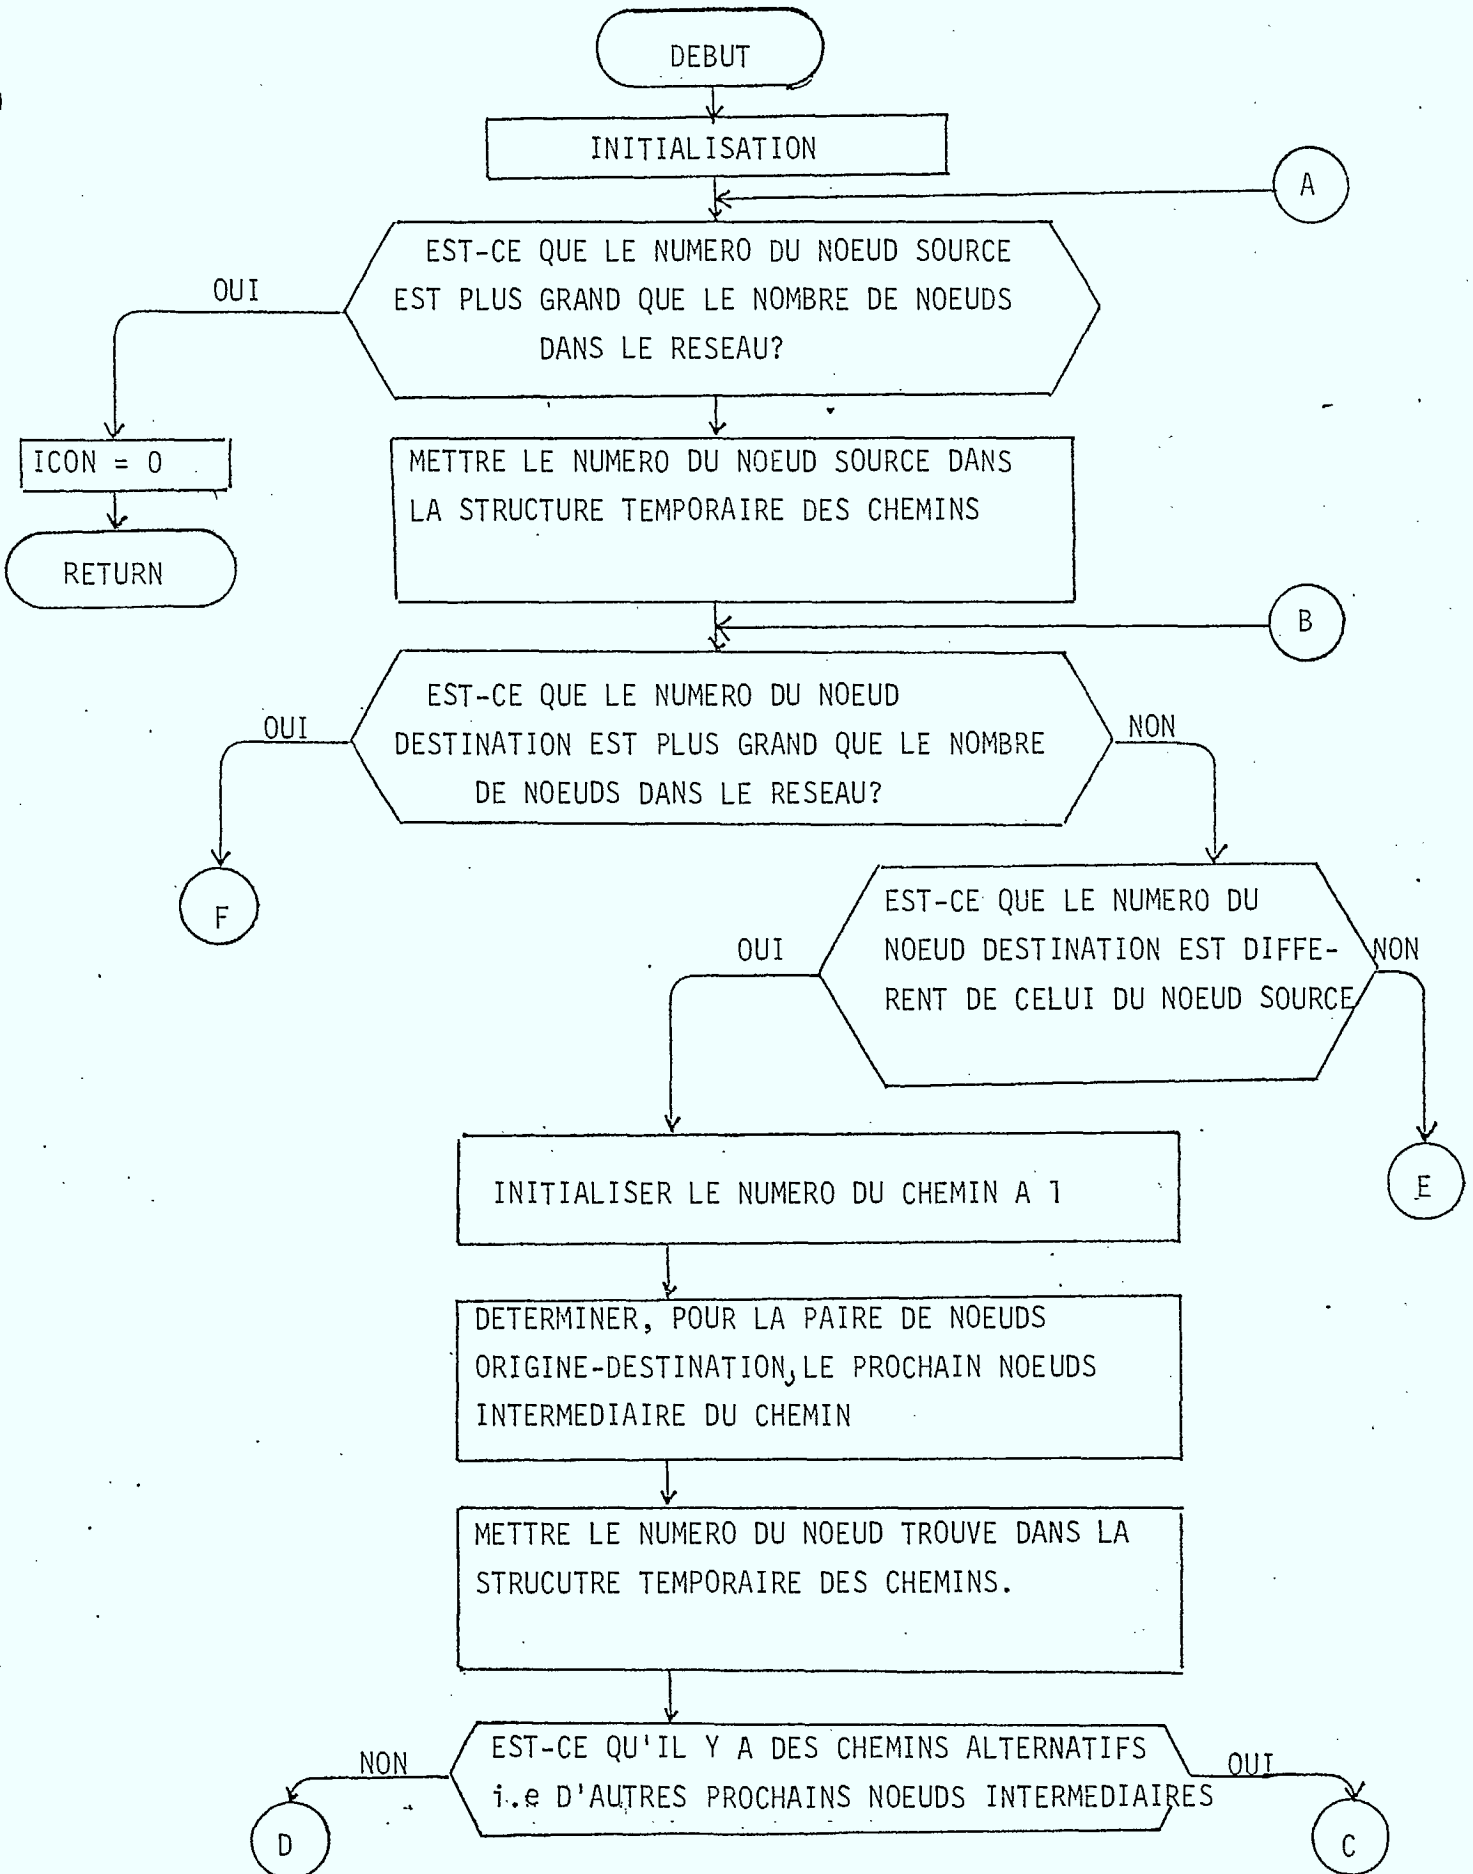 DEBUT
INITIALISATION
A
EST-CE QUE LE NUMERO DU NOEUD SOURCE
EST PLUS GRAND QUE LE NOMBRE DE NOEUDS
DANS LE RESEAU?
OUI
ICON = 0
RETURN
METTRE LE NUMERO DU NOEUD SOURCE DANS
LA STRUCTURE TEMPORAIRE DES CHEMINS
B
EST-CE QUE LE NUMERO DU NOEUD
DESTINATION EST PLUS GRAND QUE LE NOMBRE
DE NOEUDS DANS LE RESEAU?
OUI
NON
F
EST-CE QUE LE NUMERO DU
NOEUD DESTINATION EST DIFFE-
RENT DE CELUI DU NOEUD SOURCE
OUI
NON
E
INITIALISER LE NUMERO DU CHEMIN A 1
DETERMINER, POUR LA PAIRE DE NOEUDS
ORIGINE-DESTINATION, LE PROCHAIN NOEUDS
INTERMEDIAIRE DU CHEMIN
METTRE LE NUMERO DU NOEUD TROUVE DANS LA
STRUCUTRE TEMPORAIRE DES CHEMINS.
EST-CE QU'IL Y A DES CHEMINS ALTERNATIFS
i.e D'AUTRES PROCHAINS NOEUDS INTERMEDIAIRES
NON
OUI
D
C